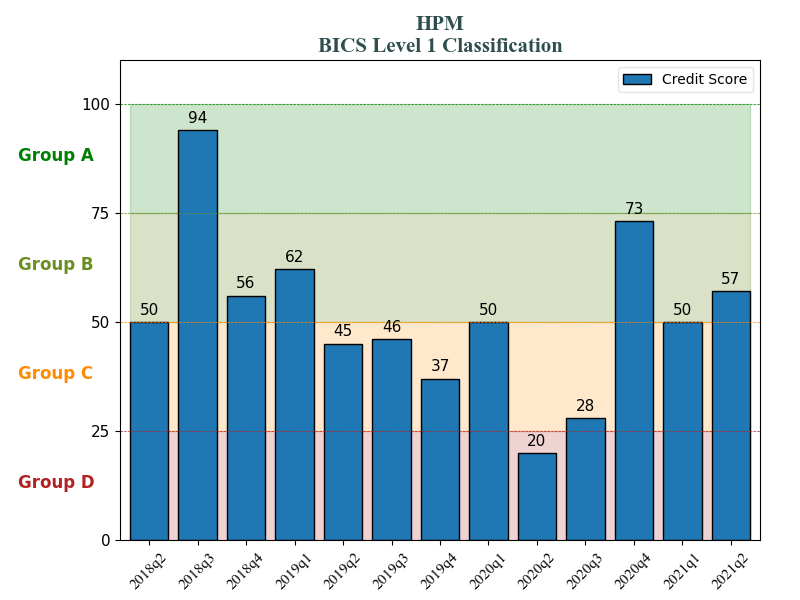 HPM
BICS Level 1 Classification
Credit Score
100
75
50
25
0
Group A
Group B
Group C
Group D
50
94
56
62
45
46
37
50
20
28
73
50
57
2018q2
2018q3
2018q4
2019q1
2019q2
2019q3
2019q4
2020q1
2020q2
2020q3
2020q4
2021q1
2021q2